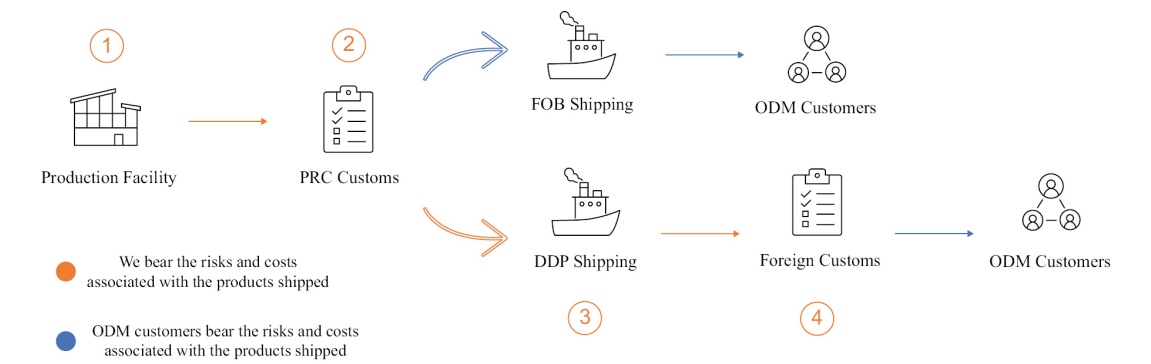 1
2
FOB Shipping
ODM Customers
Production Facility
PRC Customs
DDP Shipping
Foreign Customs
ODM Customers
3
4
We bear the risks and costs
associated with the products shipped
ODM customers bear the risks and costs
associated with the products shipped